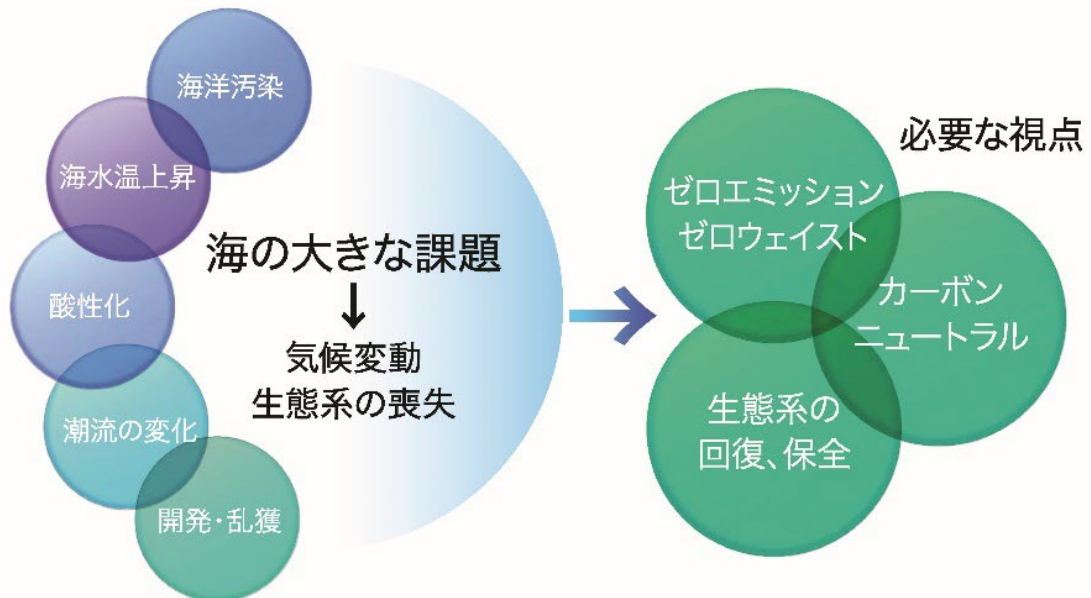 海洋汚染
海水温上昇
酸性化
潮流の変化
開発・乱獲
海の大きな課題
↓
気候変動
生態系の喪失
→
必要な視点
ゼロエミッション
ゼロウェイスト
カーボン
ニュートラル
生態系の
回復、保全